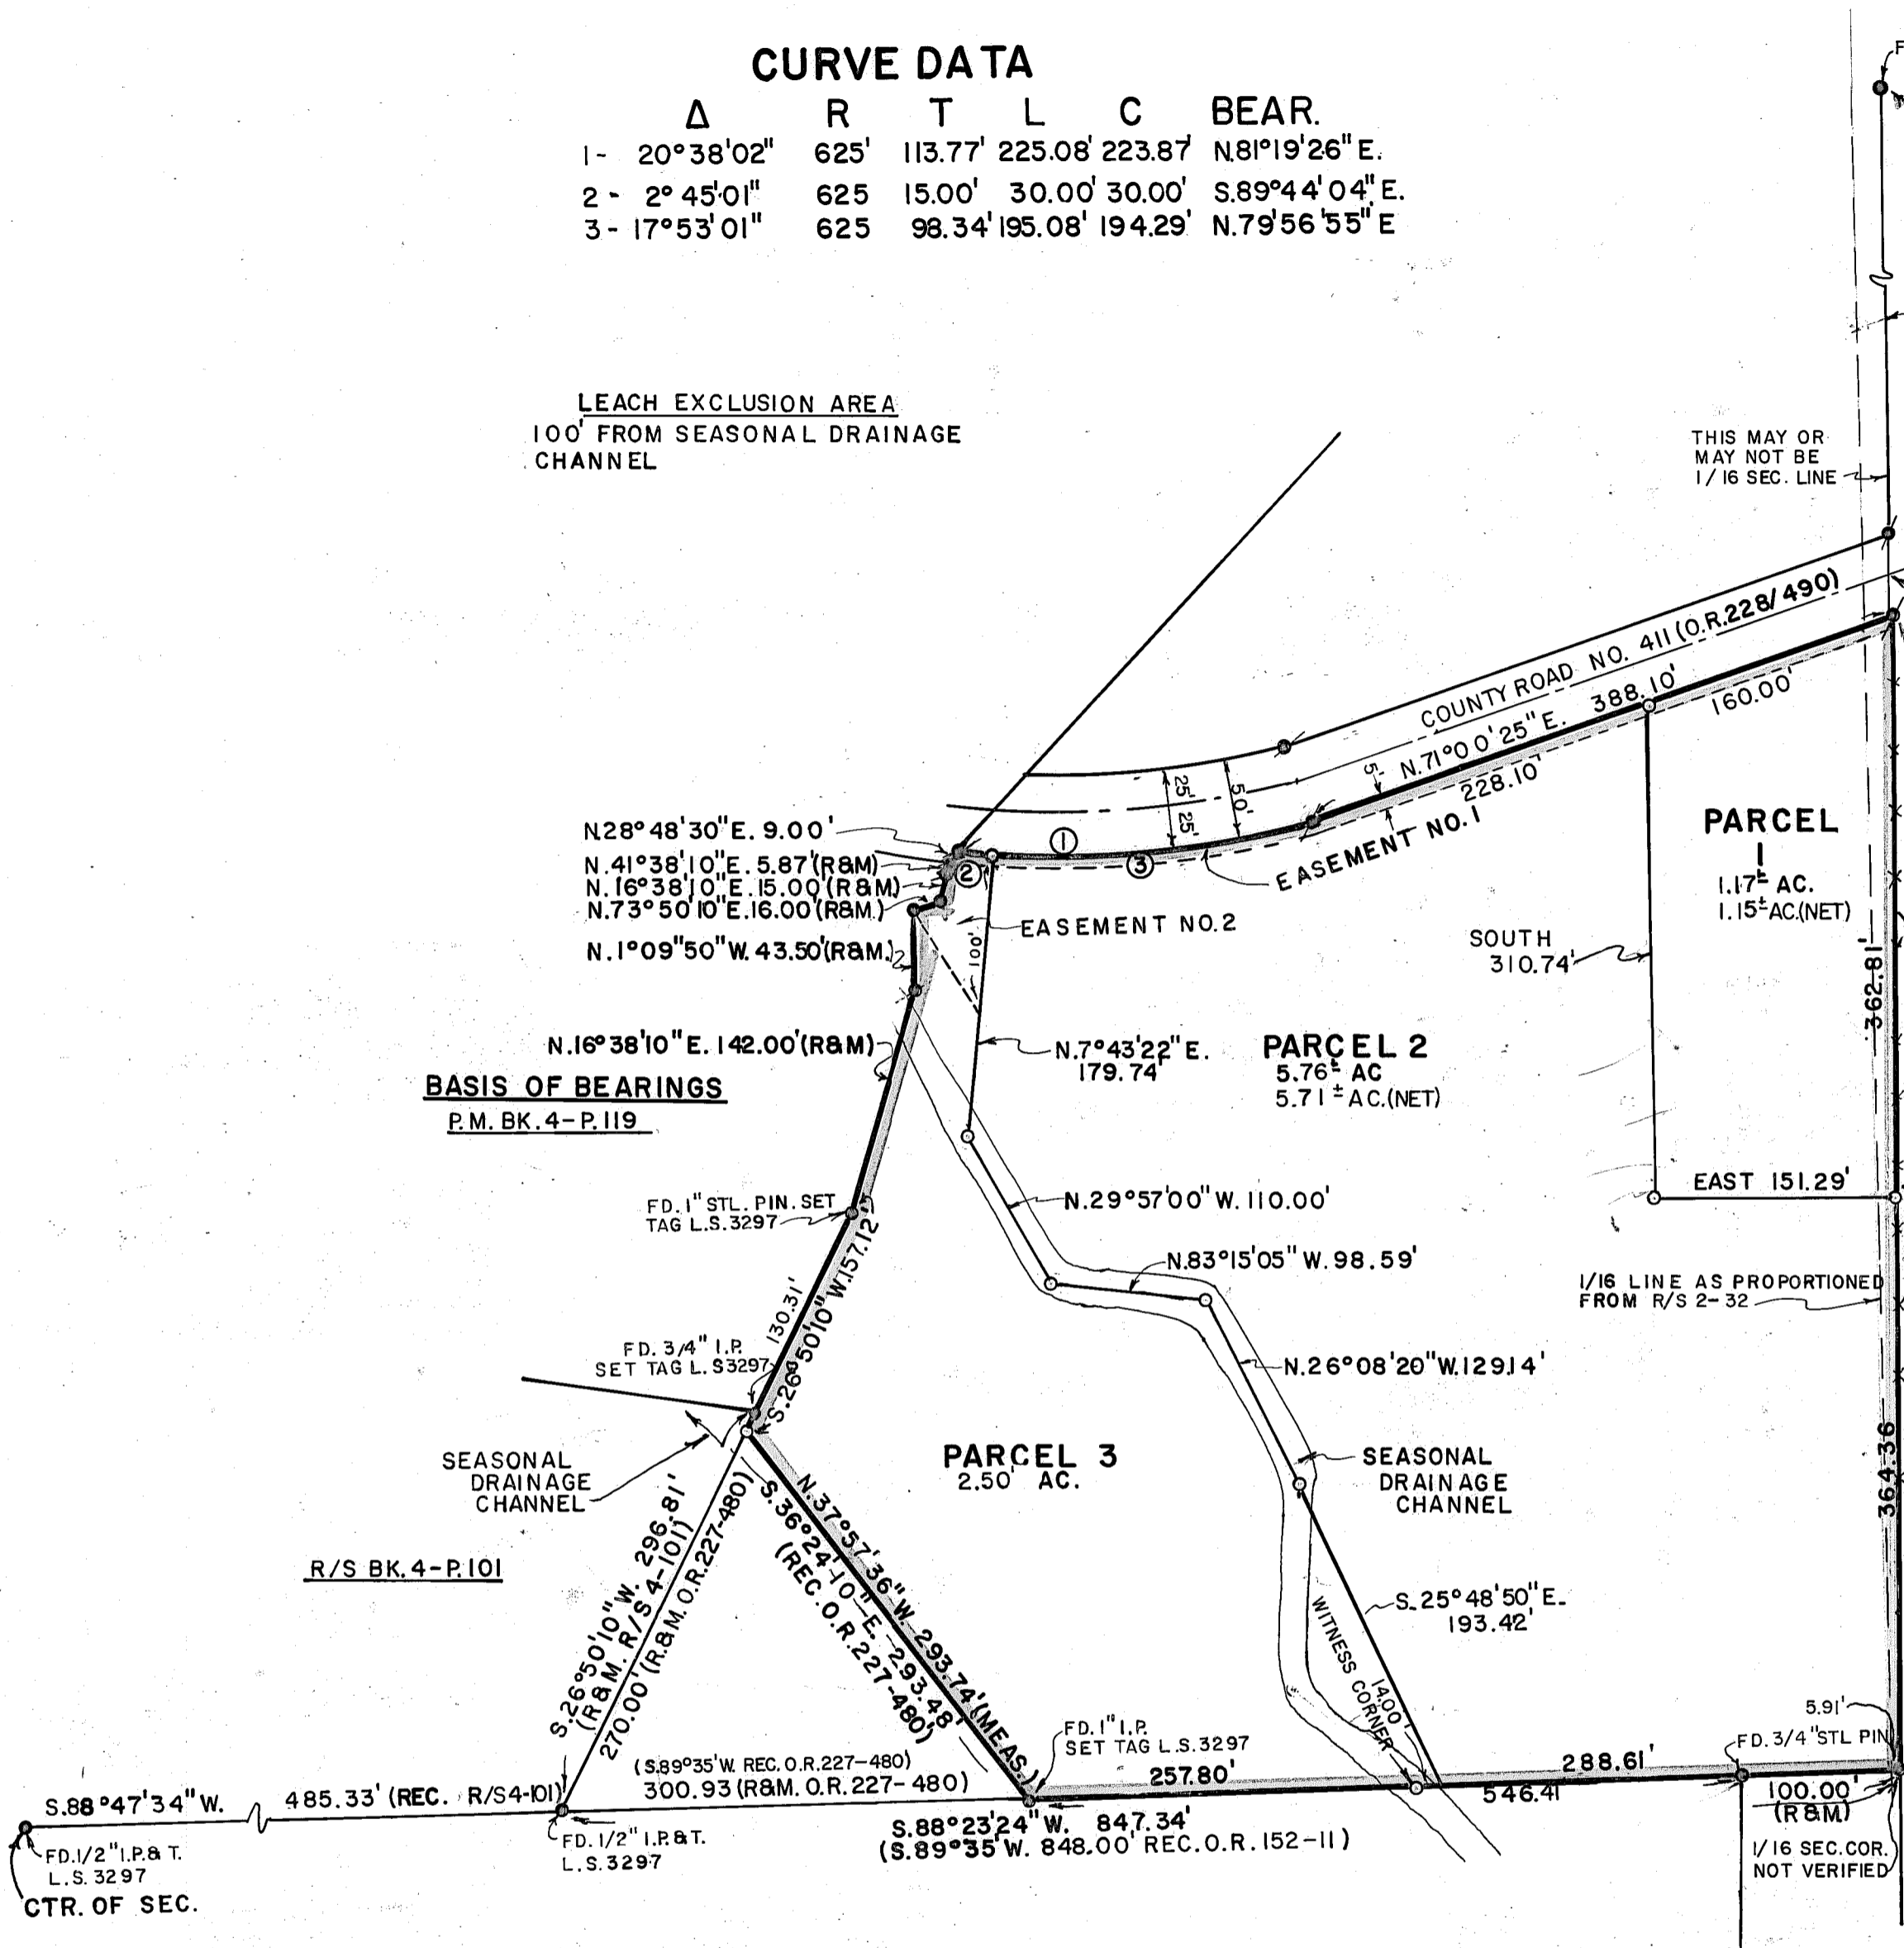 CURVE DATA
Δ R T L C BEAR.
1- 20°38'02" 625' 113.77' 225.08' 223.87' N.81°19'26" E.
2- 2°45'01" 625 15.00' 30.00' 30.00' S.89°44'04" E.
3- 17°53'01" 625 98.34' 195.08' 194.29' N.79'56'55" E
LEACH EXCLUSION AREA
100' FROM SEASONAL DRAINAGE
CHANNEL
THIS MAY OR
MAY NOT BE
1/16 SEC. LINE
COUNTY ROAD NO. 411 (O.R.228/490)
N.71°00'25" E. 388.10'
160.00'
228.10'
5'
25'
25'
50'
EASEMENT NO.1
1
2
3
N.28°48'30"E. 9.00'
N.41°38'10"E. 5.87'(R&M)
N.16°38'10"E.15.00'(R&M)
N.73°50'10"E.16.00'(R&M.)
N.1°09"50"W. 43.50'(R&M.)
EASEMENT NO.2
100'
PARCEL
1
1.17± AC.
1.15±AC.(NET)
SOUTH
310.74'
362.81'
N.16°38'10"E. 142.00'(R&M)
N.7°43'22"E.
179.74'
PARCEL 2
5.76± AC
5.71± AC.(NET)
BASIS OF BEARINGS
P.M. BK.4-P.119
EAST 151.29'
FD. 1" STL. PIN. SET
TAG L.S.3297
N.29°57'00"W. 110.00'
N.83°15'05"W. 98.59'
1/16 LINE AS PROPORTIONED
FROM R/S 2-32
130.31'
S.26°50'10"W.157.12'
FD. 3/4" I.P.
SET TAG L.S3297
N.26°08'20"W.129.14'
SEASONAL
DRAINAGE
CHANNEL
PARCEL 3
2.50' AC.
SEASONAL
DRAINAGE
CHANNEL
364.36
R/S BK.4-P.101
S.26°50'10"W. 296.81'
(R&M. R/S 4-101)
270.00'(R&M.O.R.227-480)
N.37°57'36"W. 293.74'(MEAS.)
S.36°24'10"E. 293.48'
(REC.O.R.227-480')
S.25°48'50"E.
193.42'
WITNESS CORNER
14.00'
FD. 1" I.P.
SET TAG L.S.3297
5.91'
FD. 3/4"STL PIN
(S.89°35'W. REC.O.R.227-480)
300.93 (R&M. O.R.227-480)
257.80'
288.61'
546.41
100.00'
(R&M)
S.88°47'34"W. 485.33' (REC. R/S4-101)
S.88°23'24"W. 847.34'
(S.89°35'W. 848.00' REC.O.R.152-11)
FD.1/2"I.P.& T.
L.S.3297
CTR. OF SEC.
FD. 1/2" I.P.& T.
L.S.3297
1/16 SEC.COR.
NOT VERIFIED